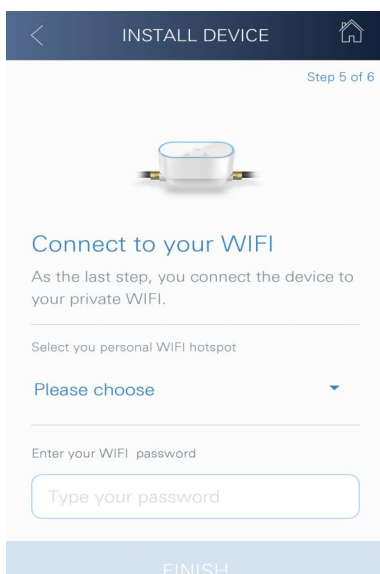 INSTALL DEVICE
Step 5 of 6
Connect to your WIFI
As the last step, you connect the device to
your private WIFI.
Select you personal WIFI hotspot
Please choose
Enter your WIFI password
Type your password
FINISH